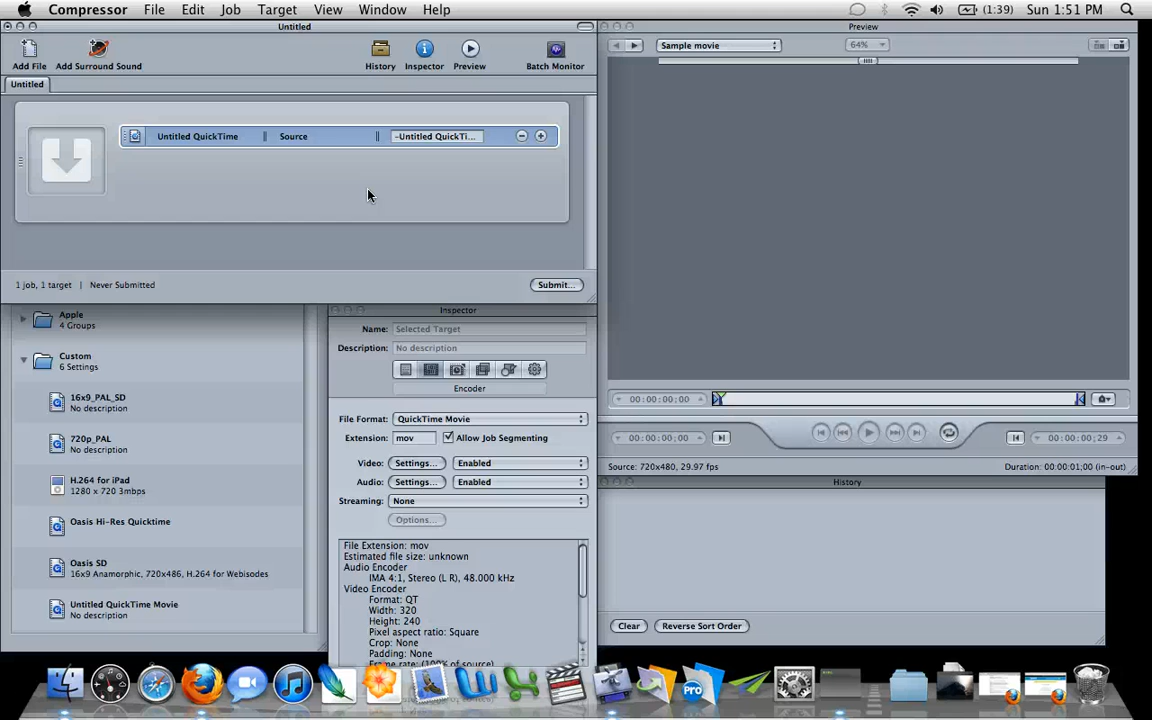 Compressor File Edit Job Target View Window Help (1:39) Sun 1:51 PM
Untitled
Add File Add Surround Sound History Inspector Preview Batch Monitor
Untitled
Untitled QuickTime Source -Untitled QuickTi...
1 job, 1 target | Never Submitted Submit...
Preview
Sample movie 64%
00:00:00;00
00:00:00;00 00:00:00;29
Source: 720x480, 29.97 fps Duration: 00:00:01;00 (in-out)
Apple
4 Groups
Custom
6 Settings
16x9_PAL_SD
No description
720p_PAL
No description
H.264 for iPad
1280 x 720 3mbps
Oasis Hi-Res Quicktime
Oasis SD
16x9 Anamorphic, 720x486, H.264 for Webisodes
Untitled QuickTime Movie
No description
Inspector
Name: Selected Target
Description: No description
Encoder
File Format: QuickTime Movie
Extension: mov Allow Job Segmenting
Video: Settings... Enabled
Audio: Settings... Enabled
Streaming: None
Options...
File Extension: mov
Estimated file size: unknown
Audio Encoder
IMA 4:1, Stereo (L R), 48.000 kHz
Video Encoder
Format: QT
Width: 320
Height: 240
Pixel aspect ratio: Square
Crop: None
Padding: None
Frame rate: (100% of source)
History
Clear Reverse Sort Order
PRO